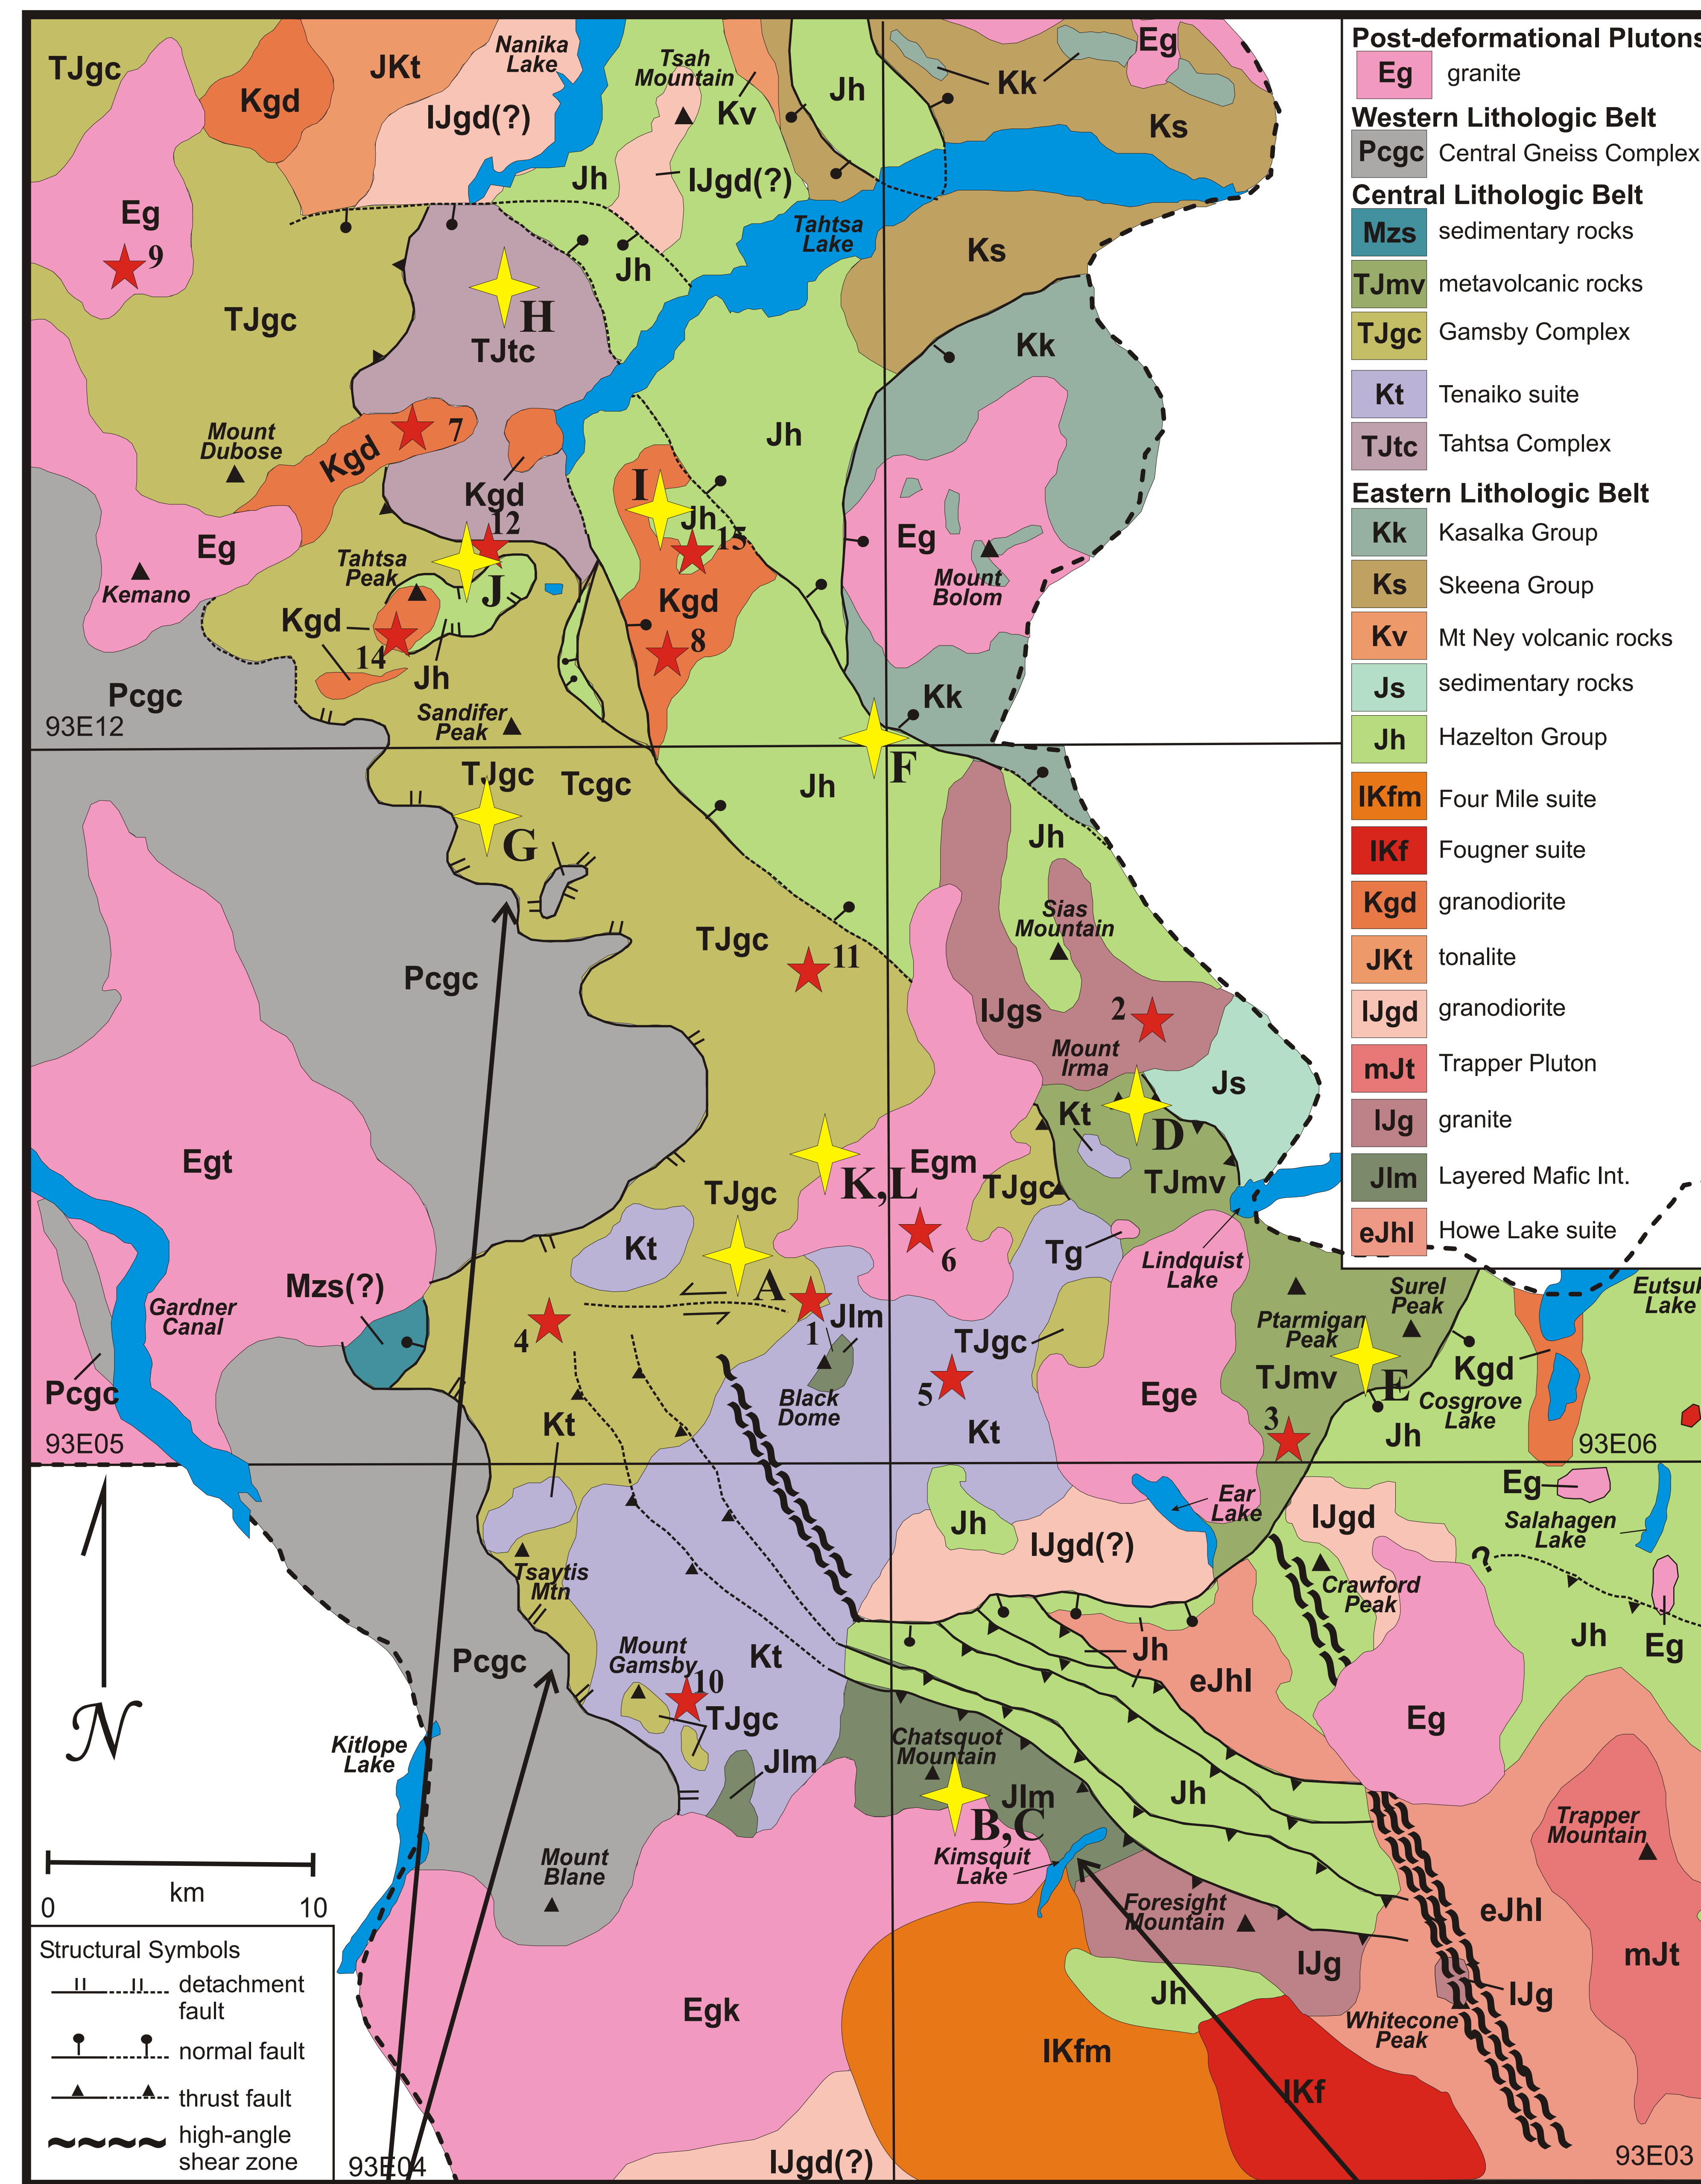 TJgc
Kgd
JKt
Nanika
Lake
lJgd(?)
Tsah
Mountain
Kv
Jh
Kk
Eg
Ks
Jh
lJgd(?)
Eg
9
Tahtsa
Lake
Ks
Jh
TJgc
H
TJtc
Kk
Mount
Dubose
Kgd
7
Jh
Kgd
I
Jh
15
12
Eg
Eg
Mount
Bolom
Kemano
Tahtsa
Peak
J
Kgd
Kgd
8
14
Jh
Pcgc
Kk
Sandifer
Peak
93E12
F
TJgc
Tcgc
Jh
G
Jh
Sias
Mountain
TJgc
11
Pcgc
lJgs
2
Mount
Irma
Js
Kt
D
Egt
Egm
K,L
TJgc
TJgc
TJmv
Kt
6
Tg
Lindquist
Lake
Mzs(?)
A
Gardner
Canal
Surel
Peak
Eutsuk
Lake
4
1
Jlm
Ptarmigan
Peak
TJgc
Pcgc
5
Black
Dome
Ege
TJmv
E
Kgd
Cosgrove
Lake
3
Kt
Kt
Jh
93E05
93E06
Eg
Ear
Lake
Jh
lJgd(?)
lJgd
Salahagen
Lake
?
Tsaytis
Mtn
Crawford
Peak
Jh
Eg
Pcgc
Mount
Gamsby
Kt
Jh
eJhl
10
TJgc
Eg
Kitlope
Lake
Chatsquot
Mountain
Jlm
Jlm
Jh
B,C
Trapper
Mountain
Mount
Blane
Kimsquit
Lake
Foresight
Mountain
eJhl
lJg
mJt
Jh
lJg
Egk
Whitecone
Peak
lKfm
lKf
lJgd(?)
93E04
93E03
N
km
0
10
Structural Symbols
detachment
fault
normal fault
thrust fault
high-angle
shear zone
Post-deformational Plutons
Eg granite
Western Lithologic Belt
Pcgc Central Gneiss Complex
Central Lithologic Belt
Mzs sedimentary rocks
TJmv metavolcanic rocks
TJgc Gamsby Complex
Kt Tenaiko suite
TJtc Tahtsa Complex
Eastern Lithologic Belt
Kk Kasalka Group
Ks Skeena Group
Kv Mt Ney volcanic rocks
Js sedimentary rocks
Jh Hazelton Group
lKfm Four Mile suite
lKf Fougner suite
Kgd granodiorite
JKt tonalite
lJgd granodiorite
mJt Trapper Pluton
lJg granite
Jlm Layered Mafic Int.
eJhl Howe Lake suite